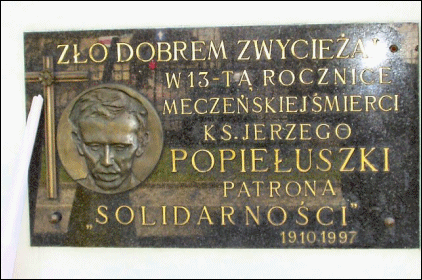 ZŁO DOBREM ZWYCIĘŻAJ
W 13-TĄ ROCZNICĘ
MĘCZEŃSKIEJ ŚMIERCI
KS. JERZEGO
POPIEŁUSZKI
PATRONA
„SOLIDARNOŚCI"
19.10.1997